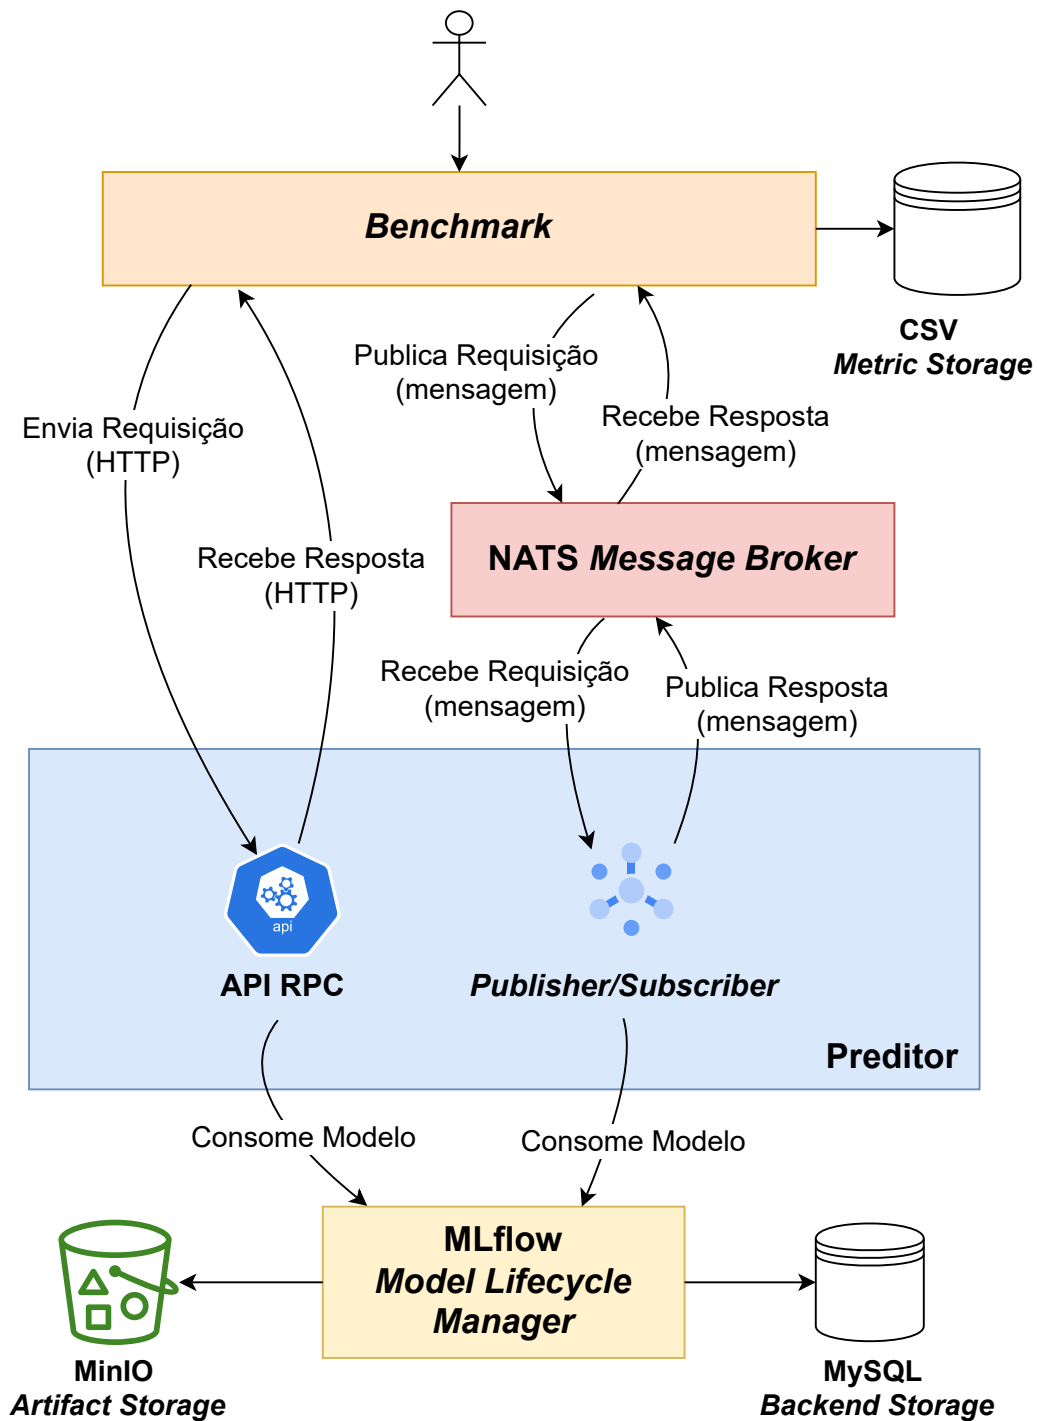 Benchmark
CSV
Metric Storage
Publica Requisição
(mensagem)
Envia Requisição
(HTTP)
Recebe Resposta
(mensagem)
Recebe Resposta
(HTTP)
NATS Message Broker
Recebe Requisição
(mensagem)
Publica Resposta
(mensagem)
api
API RPC
Publisher/Subscriber
Preditor
Consome Modelo
Consome Modelo
MLflow
Model Lifecycle
Manager
MinIO
Artifact Storage
MySQL
Backend Storage